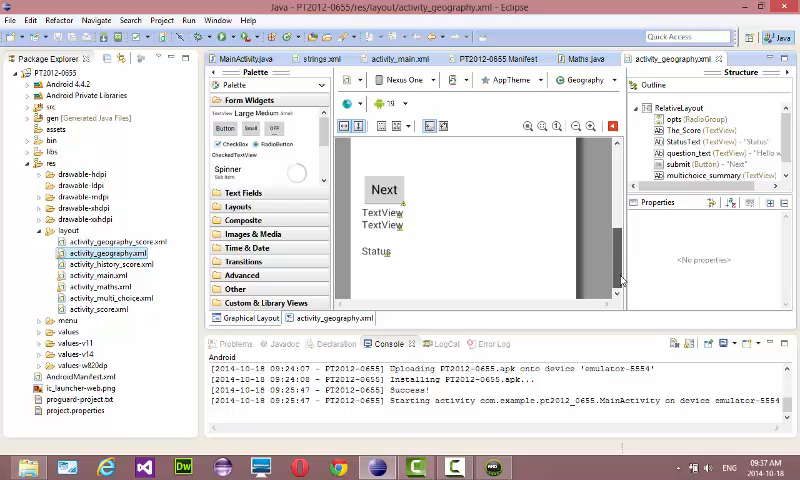 Java - PT2012-0655/res/layout/activity_geography.xml - Eclipse
File Edit Refactor Navigate Search Project Run Window Help
Quick Access
Java
Package Explorer
PT2012-0655
Android 4.4.2
Android Private Libraries
src
gen [Generated Java Files]
assets
bin
libs
res
drawable-hdpi
drawable-ldpi
drawable-mdpi
drawable-xhdpi
drawable-xxhdpi
layout
activity_geography_score.xml
activity_geography.xml
activity_history_score.xml
activity_main.xml
activity_maths.xml
activity_multi_choice.xml
activity_score.xml
menu
values
values-v11
values-v14
values-w820dp
AndroidManifest.xml
ic_launcher-web.png
proguard-project.txt
project.properties
MainActivity.java
strings.xml
activity_main.xml
PT2012-0655 Manifest
Maths.java
activity_geography.xml
Palette
Palette
Form Widgets
TextView Large Medium Small
Button Small OFF
CheckBox RadioButton
CheckedTextView
Spinner
Sub Item
Text Fields
Layouts
Composite
Images & Media
Time & Date
Transitions
Advanced
Other
Custom & Library Views
Nexus One
AppTheme
Geography
19
4
Next
TextView
TextView
Status
Graphical Layout
activity_geography.xml
Structure
Outline
RelativeLayout
opts (RadioGroup)
The_Score (TextView)
StatusText (TextView) - "Status"
question_text (TextView) - "Hello w
submit (Button) - "Next"
multichoice_summary (TextView)
Properties
<No properties>
Problems
Javadoc
Declaration
Console
LogCat
Error Log
Android
[2014-10-18 09:24:07 - PT2012-0655] Uploading PT2012-0655.apk onto device 'emulator-5554'
[2014-10-18 09:24:08 - PT2012-0655] Installing PT2012-0655.apk...
[2014-10-18 09:25:47 - PT2012-0655] Success!
[2014-10-18 09:25:47 - PT2012-0655] Starting activity com.example.pt2012_0655.MainActivity on device emulator-5554
Dw
ENG
09:37 AM
2014-10-18